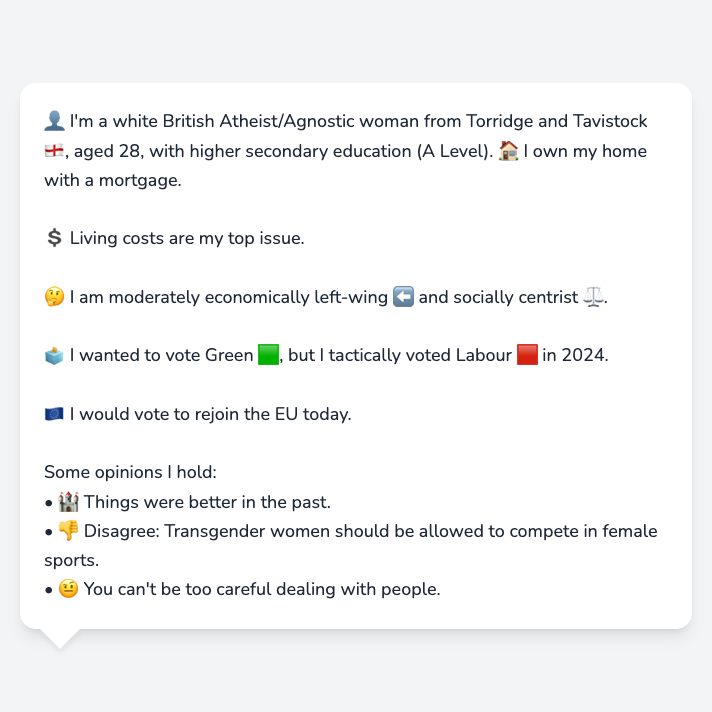 👤 I'm a white British Atheist/Agnostic woman from Torridge and Tavistock
🏴󠁧󠁢󠁥󠁮󠁧󠁿, aged 28, with higher secondary education (A Level). 🏠 I own my home
with a mortgage.
💲 Living costs are my top issue.
🤔 I am moderately economically left-wing ⬅️ and socially centrist ⚖️.
🗳️ I wanted to vote Green 🟩, but I tactically voted Labour 🟥 in 2024.
🇪🇺 I would vote to rejoin the EU today.
Some opinions I hold:
• 🏰 Things were better in the past.
• 👎 Disagree: Transgender women should be allowed to compete in female
sports.
• 🤨 You can't be too careful dealing with people.